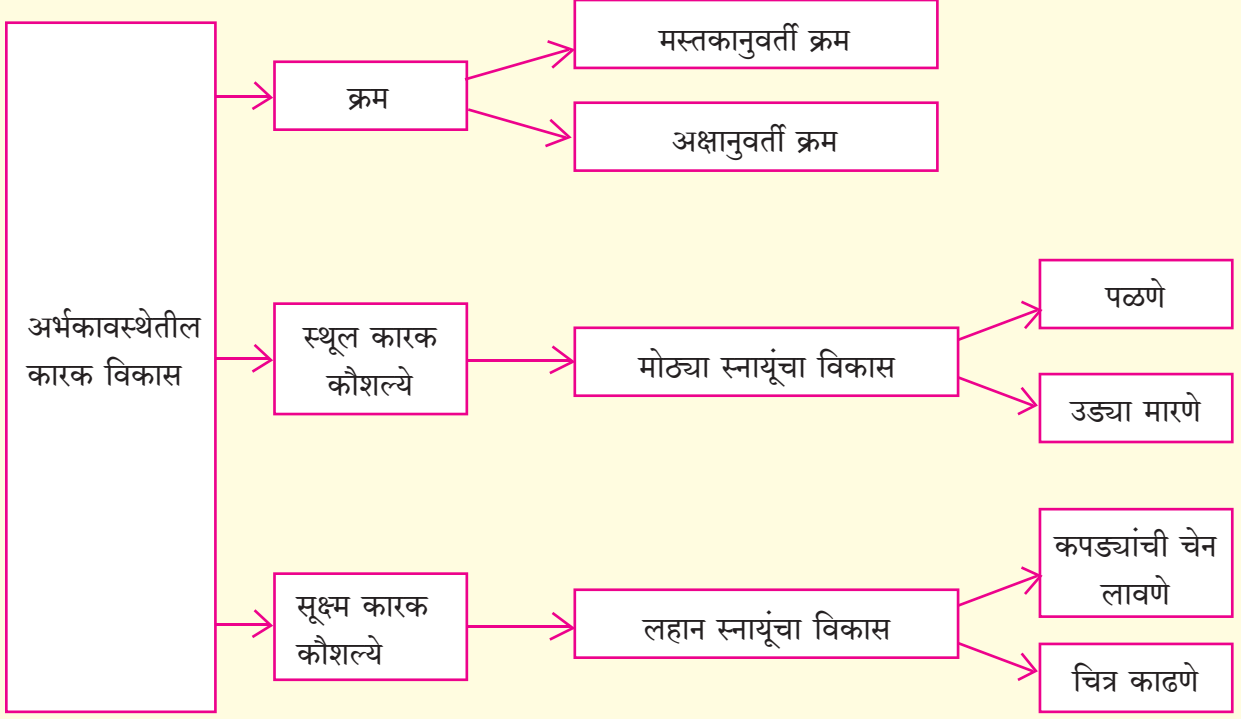 अर्भकावस्थेतील
कारक विकास
क्रम
मस्तकानुवर्ती क्रम
अक्षानुवर्ती क्रम
स्थूल कारक
कौशल्ये
मोठ्या स्नायूंचा विकास
पळणे
उड्या मारणे
सूक्ष्म कारक
कौशल्ये
लहान स्नायूंचा विकास
कपड्यांची चेन
लावणे
चित्र काढणे